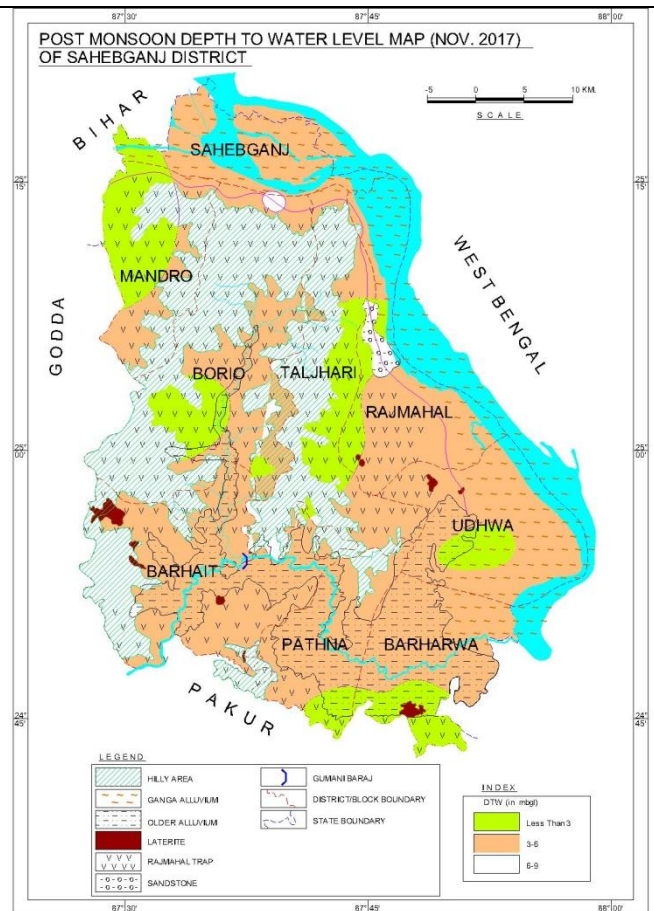 87° 30'
87° 45'
88° 00'
POST MONSOON DEPTH TO WATER LEVEL MAP (NOV. 2017)
OF SAHEBGANJ DISTRICT
-5 0 5 10 KM.
SCALE
BIHAR
SAHEBGANJ
25°
15'
25°
15'
MANDRO
WEST BENGAL
GODDA
BORIO
TALJHARI
RAJMAHAL
25°
00'
25°
00'
UDHWA
BARHAIT
PATHNA
BARHARWA
PAKUR
24°
45'
24°
45'
LEGEND
HILLY AREA
GANGA ALLUVIUM
OLDER ALLUVIUM
LATERITE
RAJMAHAL TRAP
SANDSTONE
GUMANI BARAJ
DISTRICT/BLOCK BOUNDARY
STATE BOUNDARY
INDEX
DTW (in mbgl)
Less Than 3
3-6
6-9
87° 30'
87° 45'
88° 00'